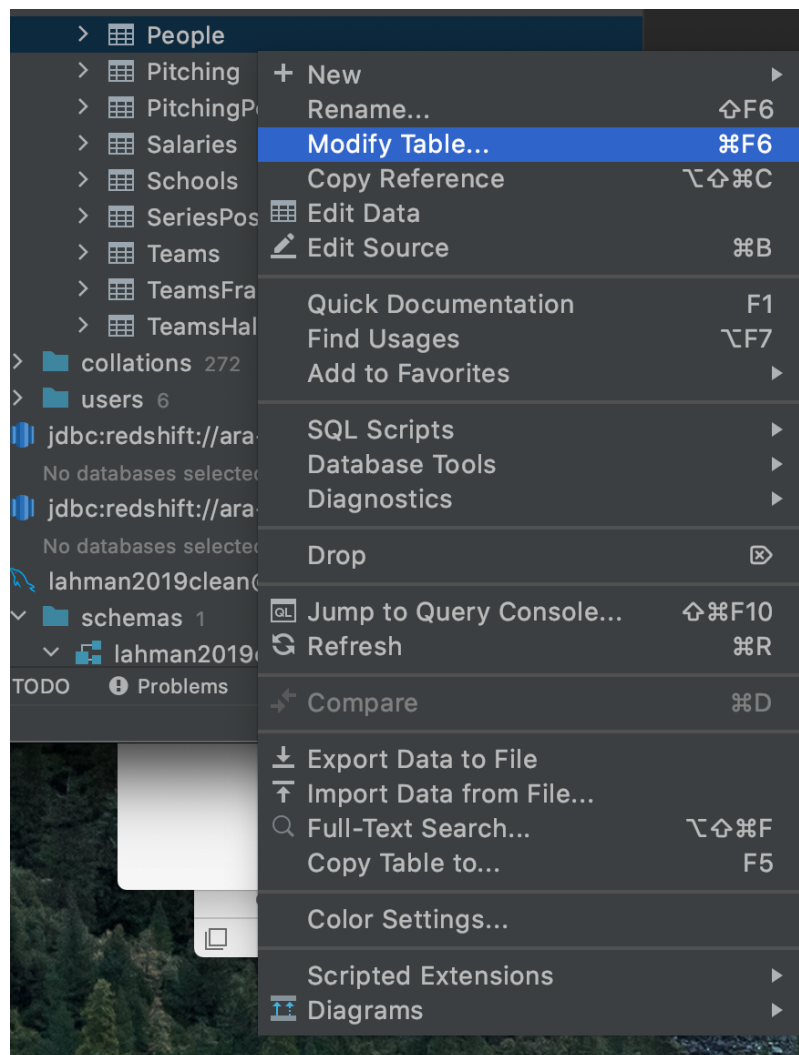 People
Pitching
PitchingP
Salaries
Schools
SeriesPos
Teams
TeamsFra
TeamsHal
collations 272
users 6
jdbc:redshift://ara-
No databases selected
jdbc:redshift://ara-
No databases selected
lahman2019clean@
schemas 1
lahman2019c
TODO Problems
New
Rename... ⇧F6
Modify Table... ⌘F6
Copy Reference ⌥⇧⌘C
Edit Data
Edit Source ⌘B
Quick Documentation F1
Find Usages ⌥F7
Add to Favorites
SQL Scripts
Database Tools
Diagnostics
Drop ⌦
QL Jump to Query Console... ⇧⌘F10
Refresh ⌘R
Compare ⌘D
Export Data to File
Import Data from File...
Full-Text Search... ⌥⇧⌘F
Copy Table to... F5
Color Settings...
Scripted Extensions
Diagrams